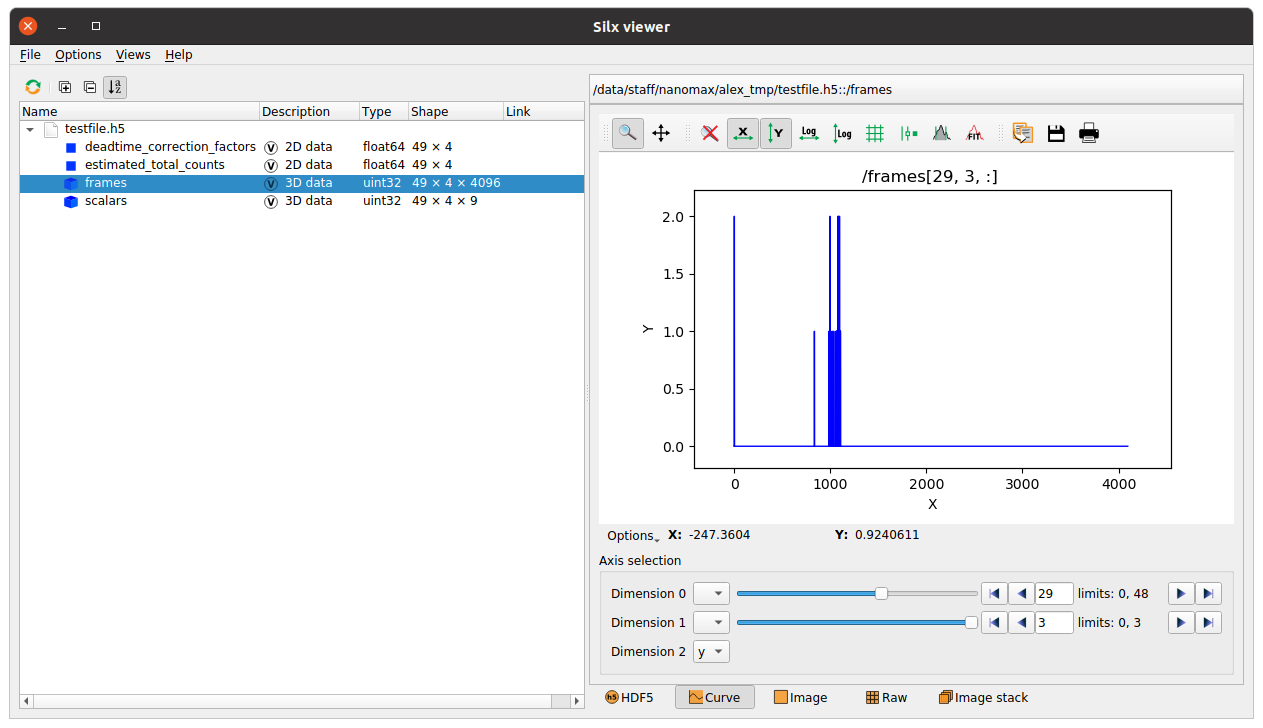 Silx viewer
File Options Views Help
/data/staff/nanomax/alex_tmp/testfile.h5::/frames
Name Description Type Shape Link
testfile.h5
deadtime_correction_factors V 2D data float64 49 × 4
estimated_total_counts V 2D data float64 49 × 4
frames V 3D data uint32 49 × 4 × 4096
scalars V 3D data uint32 49 × 4 × 9
a z
X Y Log Log FIT
/frames[29, 3, :]
2.0
1.5
1.0
0.5
0.0
Y
0 1000 2000 3000 4000
X
Options X: -247.3604 Y: 0.9240611
Axis selection
Dimension 0 29 limits: 0, 48
Dimension 1 3 limits: 0, 3
Dimension 2 y
h5 HDF5 Curve Image Raw Image stack